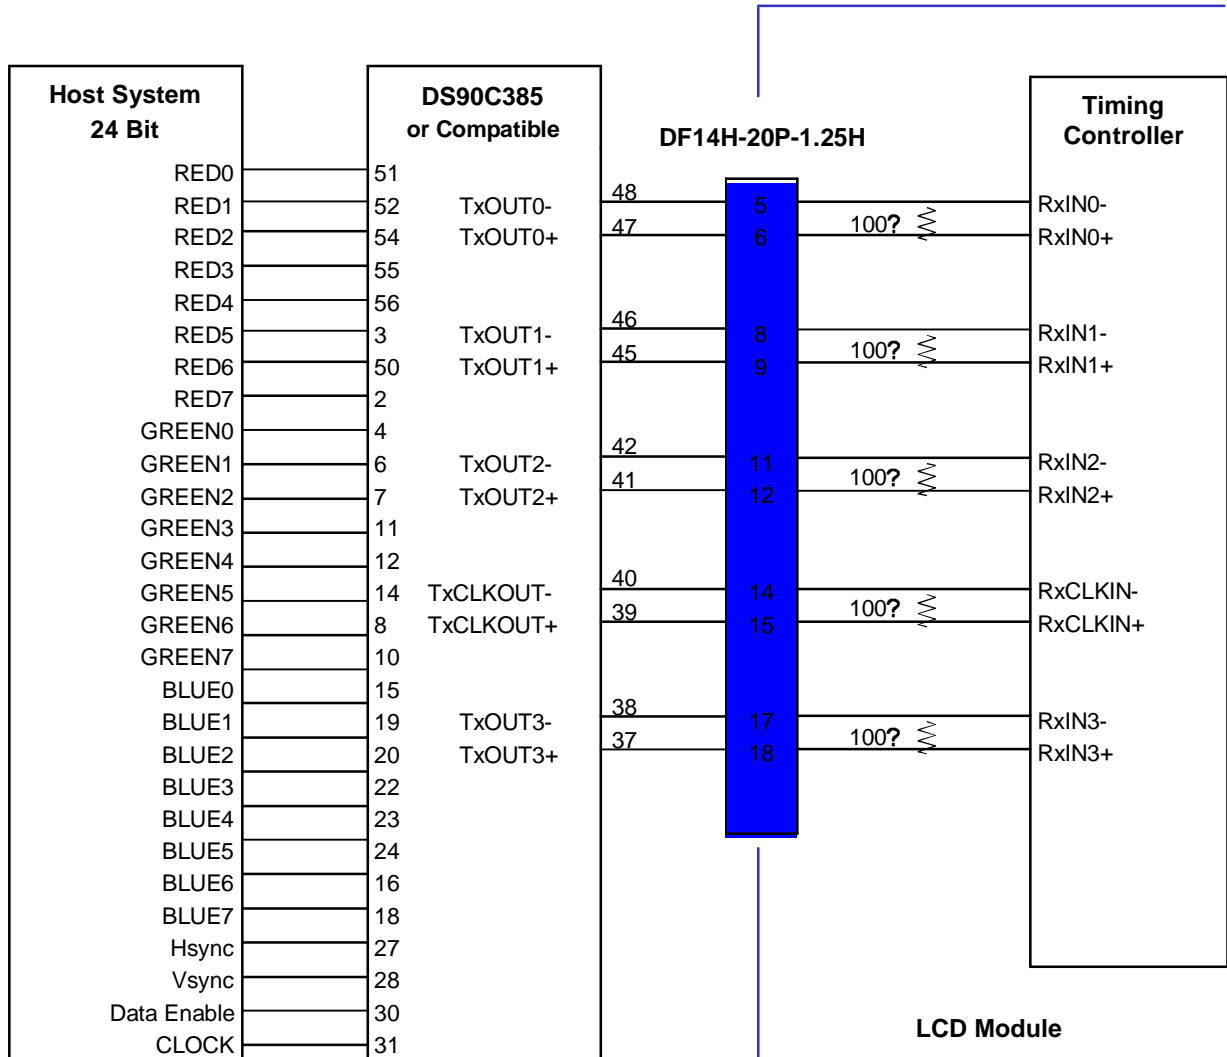 Host System
24 Bit
DS90C385
or Compatible
DF14H-20P-1.25H
Timing
Controller
RED0 51
RED1 52 TxOUT0- 48 5 RxIN0-
100?
RED2 54 TxOUT0+ 47 6 RxIN0+
RED3 55
RED4 56
RED5 3 TxOUT1- 46 8 RxIN1-
100?
RED6 50 TxOUT1+ 45 9 RxIN1+
RED7 2
GREEN0 4
GREEN1 6 TxOUT2- 42 11 RxIN2-
100?
GREEN2 7 TxOUT2+ 41 12 RxIN2+
GREEN3 11
GREEN4 12
GREEN5 14 TxCLKOUT- 40 14 RxCLKIN-
100?
GREEN6 8 TxCLKOUT+ 39 15 RxCLKIN+
GREEN7 10
BLUE0 15
BLUE1 19 TxOUT3- 38 17 RxIN3-
100?
BLUE2 20 TxOUT3+ 37 18 RxIN3+
BLUE3 22
BLUE4 23
BLUE5 24
BLUE6 16
BLUE7 18
Hsync 27
Vsync 28
Data Enable 30
CLOCK 31
LCD Module